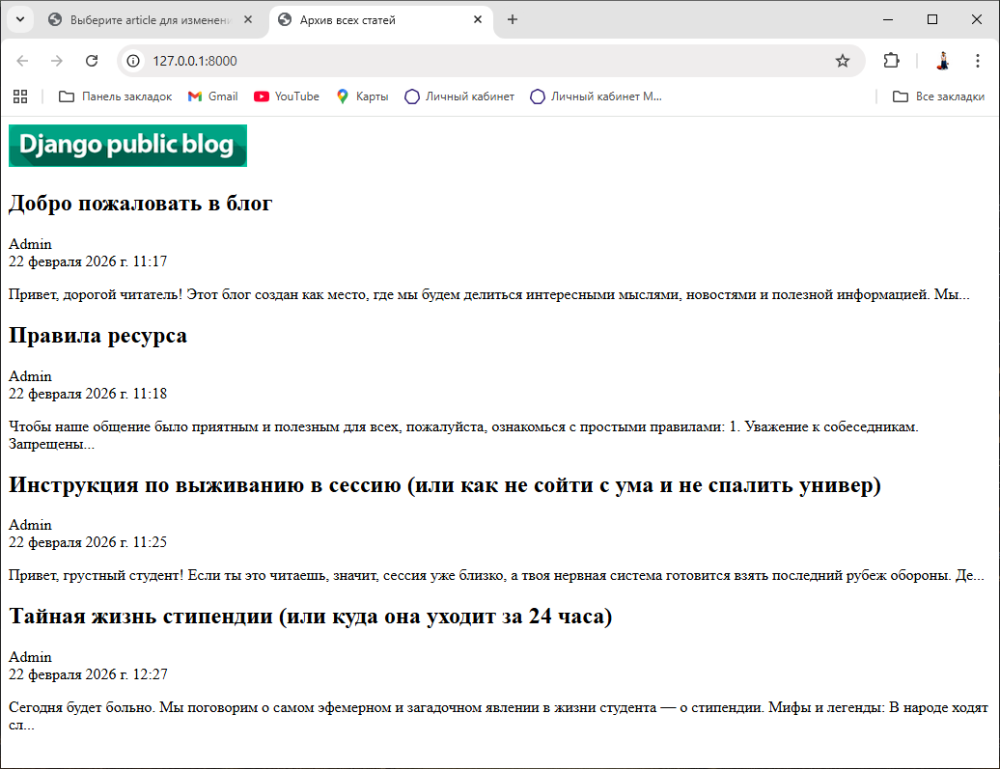 Выберите article для изменени
Архив всех статей
127.0.0.1:8000
Панель закладок
Gmail
YouTube
Карты
Личный кабинет
Личный кабинет М...
Все закладки
Django public blog
Добро пожаловать в блог
Admin
22 февраля 2026 г. 11:17
Привет, дорогой читатель! Этот блог создан как место, где мы будем делиться интересными мыслями, новостями и полезной информацией. Мы...
Правила ресурса
Admin
22 февраля 2026 г. 11:18
Чтобы наше общение было приятным и полезным для всех, пожалуйста, ознакомься с простыми правилами: 1. Уважение к собеседникам.
Запрещены...
Инструкция по выживанию в сессию (или как не сойти с ума и не спалить универ)
Admin
22 февраля 2026 г. 11:25
Привет, грустный студент! Если ты это читаешь, значит, сессия уже близко, а твоя нервная система готовится взять последний рубеж обороны. Де...
Тайная жизнь стипендии (или куда она уходит за 24 часа)
Admin
22 февраля 2026 г. 12:27
Сегодня будет больно. Мы поговорим о самом эфемерном и загадочном явлении в жизни студента — о стипендии. Мифы и легенды: В народе ходят
сл...